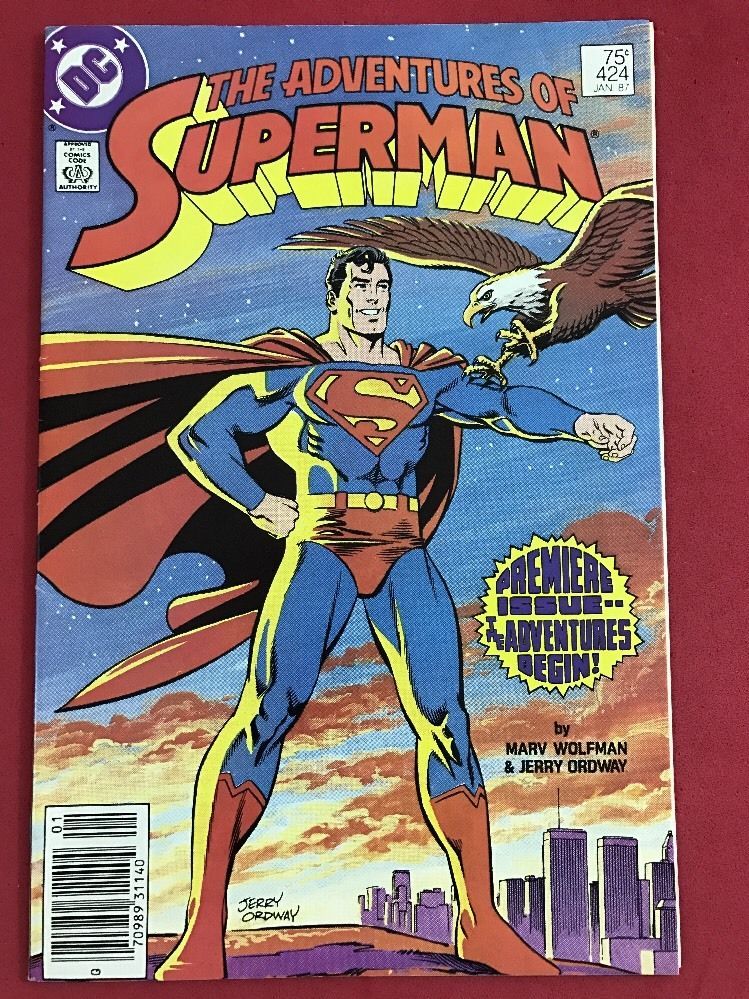 DC
THE ADVENTURES OF
SUPERMAN®
75¢
424
JAN 87
®
APPROVED
BY THE
COMICS CODE
CA
AUTHORITY
S
PREMIERE
ISSUE--
THE ADVENTURES
BEGIN!
by
MARV WOLFMAN
& JERRY ORDWAY
JERRY
ORDWAY
01
70989 31140